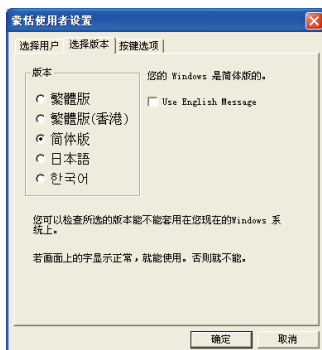 蒙恬使用者设置
选择用户 选择版本 按键选项
版本
您的 Windows 是简体版的。
繁體版
Use English Message
繁體版(香港)
简体版
日本語
한국어
您可以检查所选的版本能不能套用在您现在的Windows 系
统上。
若画面上的字显示正常，就能使用。否则就不能。
确定 取消